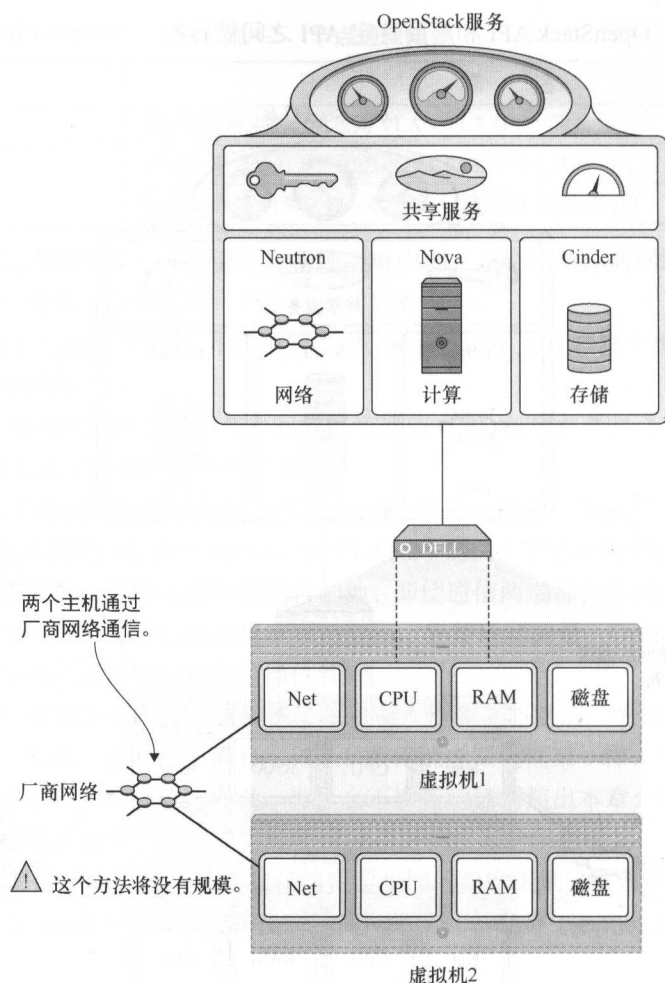 OpenStack服务
共享服务
Neutron
Nova
Cinder
网络
计算
存储
DELL
两个主机通过
厂商网络通信。
Net
CPU
RAM
磁盘
虚拟机1
厂商网络
这个方法将没有规模。
Net
CPU
RAM
磁盘
虚拟机2